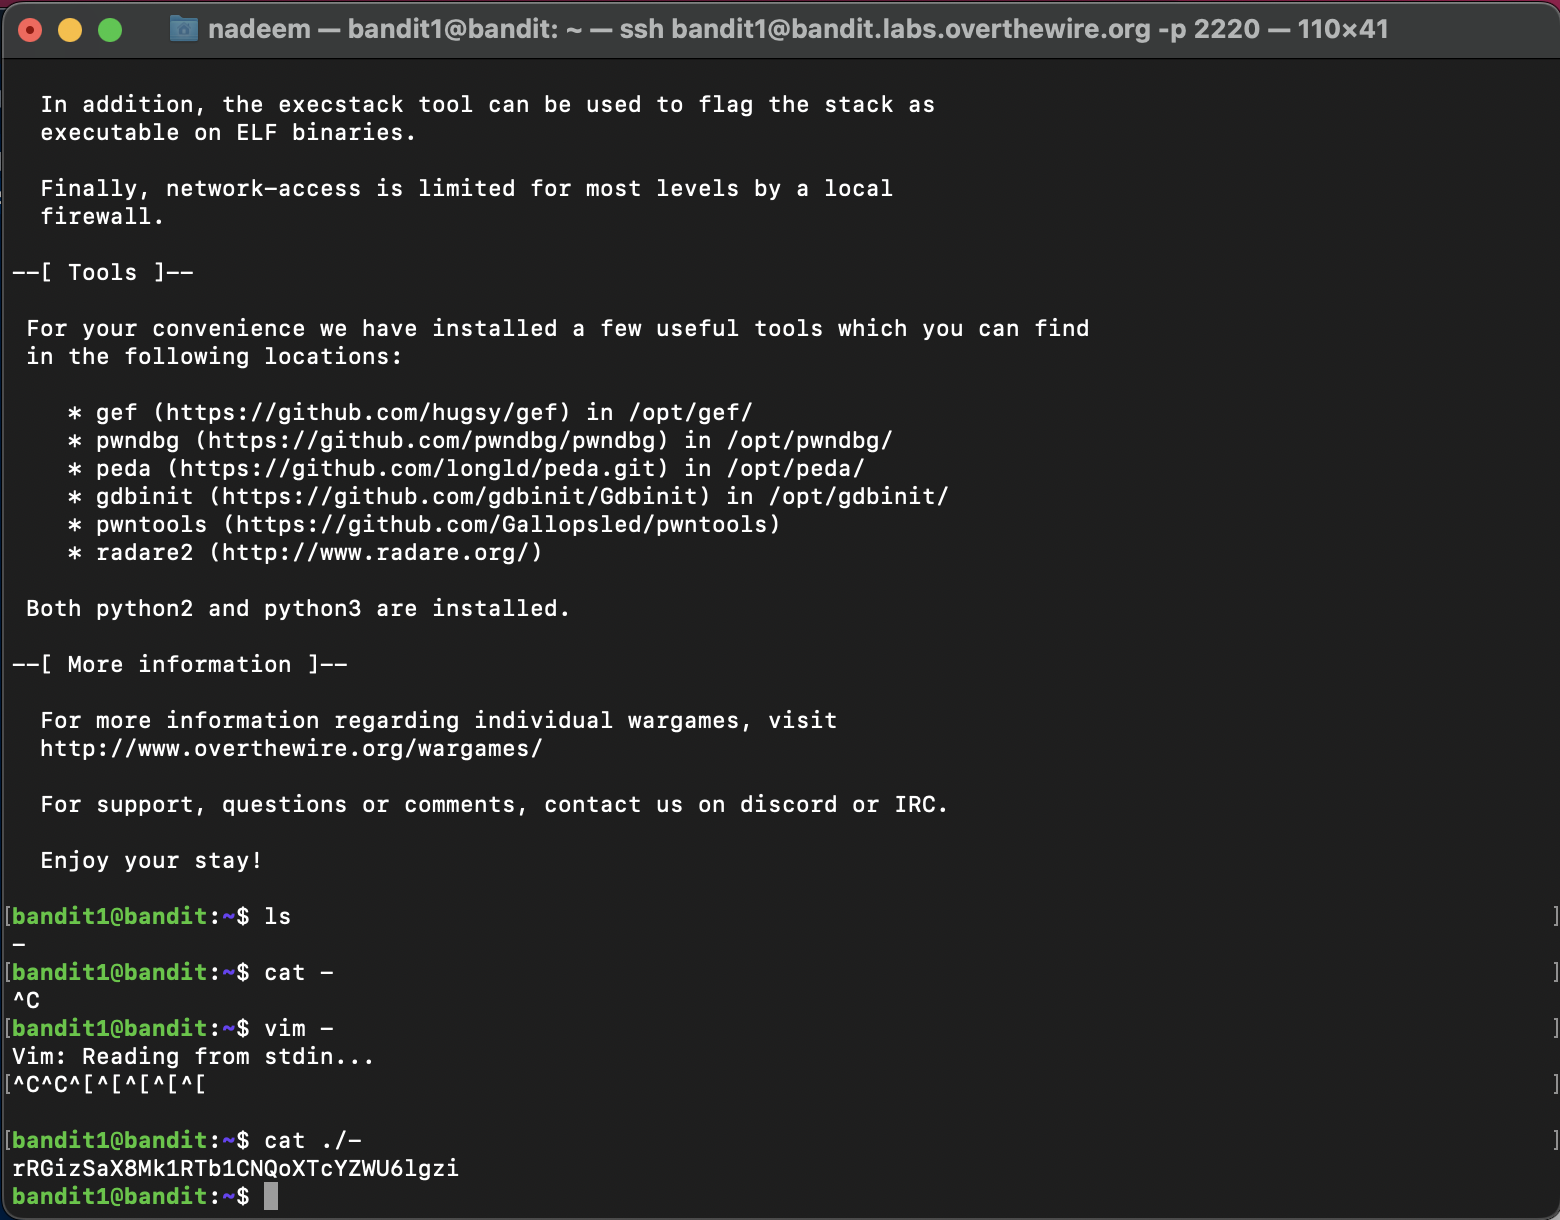 nadeem — bandit1@bandit: ~ — ssh bandit1@bandit.labs.overthewire.org -p 2220 — 110×41
In addition, the execstack tool can be used to flag the stack as
executable on ELF binaries.
Finally, network-access is limited for most levels by a local
firewall.
--[ Tools ]--
For your convenience we have installed a few useful tools which you can find
in the following locations:
* gef (https://github.com/hugsy/gef) in /opt/gef/
* pwndbg (https://github.com/pwndbg/pwndbg) in /opt/pwndbg/
* peda (https://github.com/longld/peda.git) in /opt/peda/
* gdbinit (https://github.com/gdbinit/Gdbinit) in /opt/gdbinit/
* pwntools (https://github.com/Gallopsled/pwntools)
* radare2 (http://www.radare.org/)
Both python2 and python3 are installed.
--[ More information ]--
For more information regarding individual wargames, visit
http://www.overthewire.org/wargames/
For support, questions or comments, contact us on discord or IRC.
Enjoy your stay!
[bandit1@bandit:~$ ls ]
-
[bandit1@bandit:~$ cat - ]
^C
[bandit1@bandit:~$ vim - ]
Vim: Reading from stdin...
[^C^C^[^[^[^[^[ ]
[bandit1@bandit:~$ cat ./- ]
rRGizSaX8Mk1RTb1CNQoXTcYZWU6lgzi
bandit1@bandit:~$